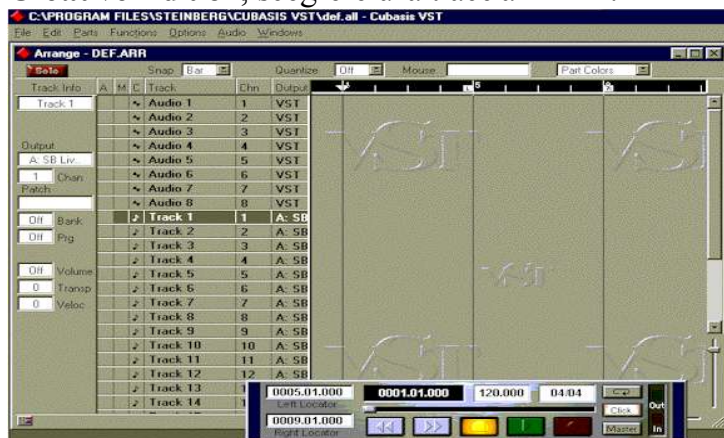 C:\PROGRAM FILES\STEINBERG\CUBASIS VST\def.all - Cubasis VST
File Edit Parts Functions Options Audio Windows
Arrange - DEF.ARR
Solo Snap Bar Quantize Off Mouse Part Colors
Track Info A M C Track Chn Output 5 9
Track 1 Audio 1 1 VST
Audio 2 2 VST
Audio 3 3 VST
Output Audio 4 4 VST
A: SB Liv.. Audio 5 5 VST
1 Chan Audio 6 6 VST
Patch Audio 7 7 VST
Audio 8 8 VST
Off Bank Track 1 1 A: SB
Off Prg Track 2 2 A: SB
Track 3 3 A: SB
Track 4 4 A: SB
Off Volume Track 5 5 A: SB
0 Transp Track 6 6 A: SB
0 Veloc Track 7 7 A: SB
Track 8 8 A: SB
Track 9 9 A: SB
Track 10 10 A: SB
Track 11 11 A: SB
Track 12 12 A: SB
Track 13
Track 14
0005.01.000 0001.01.000 120.000 04:04
Left Locator Click Out
0009.01.000 Master In
Right Locator
VST
VST
VST
VST
VST